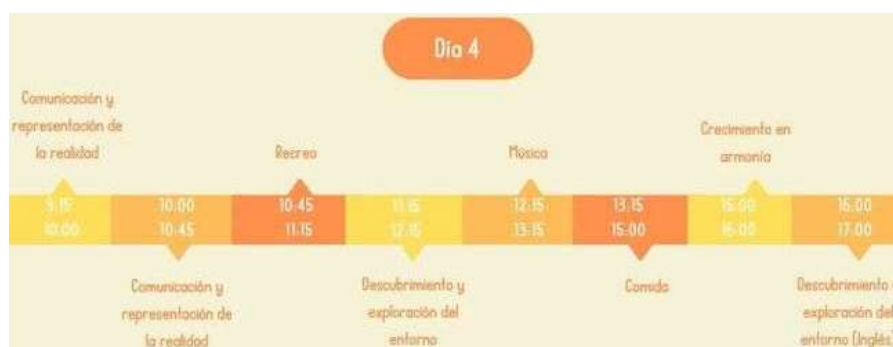 Día 4
Comunicación y
representación de
la realidad
Recreo
Música
Crecimiento en
armonía
9.15
10.00
10.00
10:45
10:45
11:15
11:15
12:15
12:15
13:15
13:15
15:00
15:00
16:00
16:00
17:00
Comunicación y
representación de
la realidad
Descubrimiento y
exploración del
entorno
Comida
Descubrimiento
exploración del
entorno (Inglés)